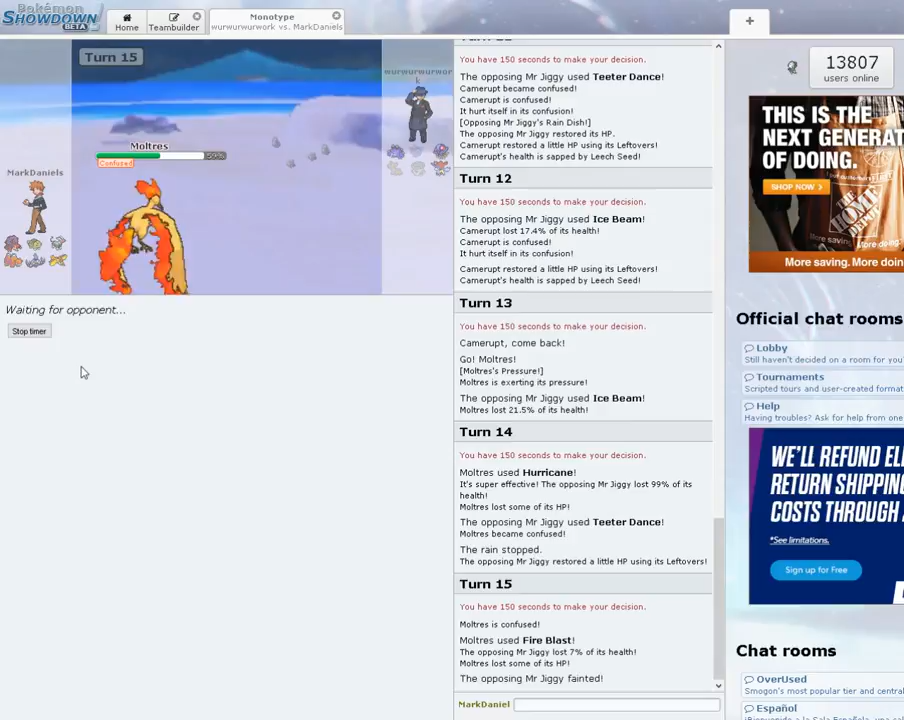 Pokémon
SHOWDOWN
BETA
Home
Teambuilder
Monotype
wurwurwurwork vs. MarkDaniels
+
Turn 15
wurwurwurwork
Moltres
59%
Confused
MarkDaniels
Waiting for opponent...
Stop timer
You have 150 seconds to make your decision.
The opposing Mr Jiggy used Teeter Dance!
Camerupt became confused!
Camerupt is confused!
It hurt itself in its confusion!
[Opposing Mr Jiggy's Rain Dish!]
The opposing Mr Jiggy restored its HP.
Camerupt restored a little HP using its Leftovers!
Camerupt's health is sapped by Leech Seed!
Turn 12
You have 150 seconds to make your decision.
The opposing Mr Jiggy used Ice Beam!
Camerupt lost 17.4% of its health!
Camerupt is confused!
It hurt itself in its confusion!
Camerupt restored a little HP using its Leftovers!
Camerupt's health is sapped by Leech Seed!
Turn 13
You have 150 seconds to make your decision.
Camerupt, come back!
Go! Moltres!
[Moltres's Pressure!]
Moltres is exerting its pressure!
The opposing Mr Jiggy used Ice Beam!
Moltres lost 21.5% of its health!
Turn 14
You have 150 seconds to make your decision.
Moltres used Hurricane!
It's super effective! The opposing Mr Jiggy lost 99% of its
health!
Moltres lost some of its HP!
The opposing Mr Jiggy used Teeter Dance!
Moltres became confused!
The rain stopped.
The opposing Mr Jiggy restored a little HP using its Leftovers!
Turn 15
You have 150 seconds to make your decision.
Moltres is confused!
Moltres used Fire Blast!
The opposing Mr Jiggy lost 7% of its health!
Moltres lost some of its HP!
The opposing Mr Jiggy fainted!
MarkDaniel
13807
users online
THIS IS THE
NEXT GENERAT
OF DOING.
SHOP NOW >
THE HOME DEPOT
More saving. More doin
Official chat rooms
Lobby
Still haven't decided on a room for you
Tournaments
Scripted tours and user-created format
Help
Having troubles? Ask for help from one
WE'LL REFUND EL
RETURN SHIPPING
COSTS THROUGH
*See limitations.
Sign up for Free
Chat rooms
OverUsed
Smogon's most popular tier and central
Español